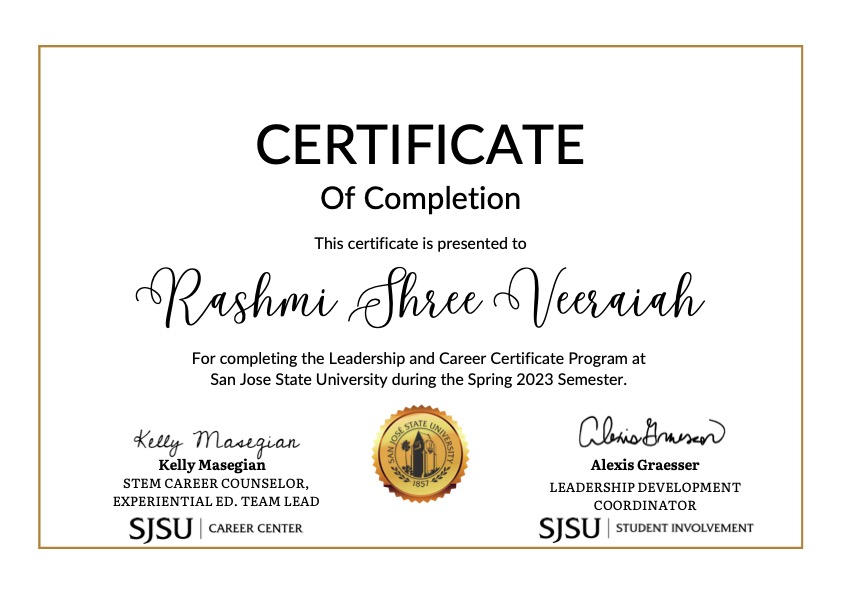 CERTIFICATE
Of Completion
This certificate is presented to
Rashmi Shree Veeraiah
For completing the Leadership and Career Certificate Program at
San Jose State University during the Spring 2023 Semester.
Kelly Masegian
Kelly Masegian
STEM CAREER COUNSELOR,
EXPERIENTIAL ED. TEAM LEAD
SJSU | CAREER CENTER
SAN JOSÉ STATE UNIVERSITY
1857
Alexis Graesser
Alexis Graesser
LEADERSHIP DEVELOPMENT
COORDINATOR
SJSU | STUDENT INVOLVEMENT